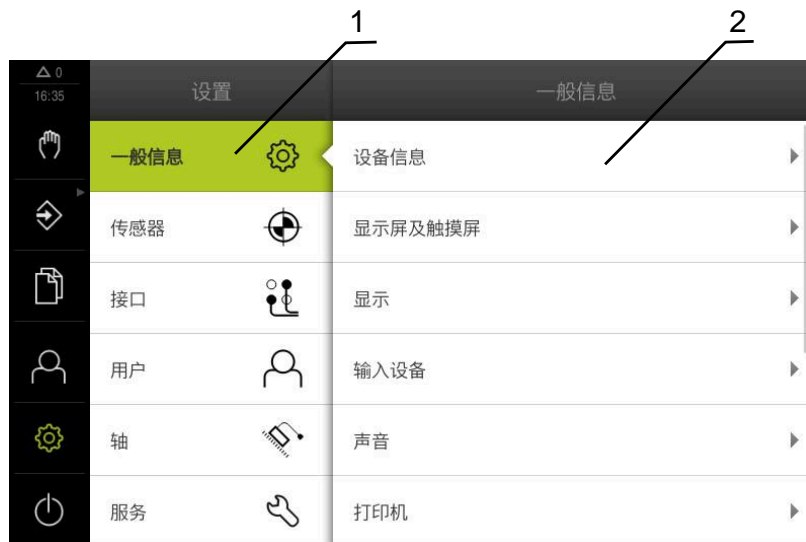 1
2
0
16:35
设置
一般信息
一般信息
设备信息
传感器
显示屏及触摸屏
接口
显示
用户
输入设备
轴
声音
服务
打印机